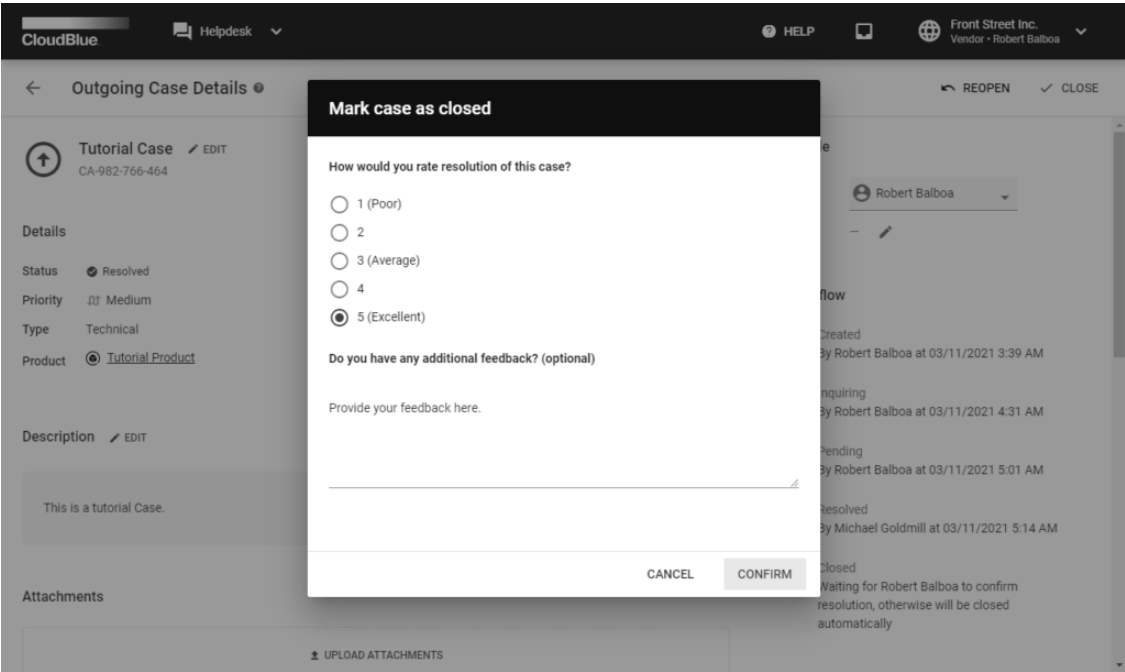 CloudBlue
Helpdesk
HELP
Front Street Inc.
Vendor • Robert Balboa
Outgoing Case Details
REOPEN
CLOSE
Tutorial Case
EDIT
CA-982-766-464
Details
Status
Resolved
Priority
Medium
Type
Technical
Product
Tutorial Product
Description
EDIT
This is a tutorial Case.
Attachments
UPLOAD ATTACHMENTS
Mark case as closed
How would you rate resolution of this case?
1 (Poor)
2
3 (Average)
4
5 (Excellent)
Do you have any additional feedback? (optional)
Provide your feedback here.
CANCEL
CONFIRM
Robert Balboa
–
Created
By Robert Balboa at 03/11/2021 3:39 AM
Inquiring
By Robert Balboa at 03/11/2021 4:31 AM
Pending
By Robert Balboa at 03/11/2021 5:01 AM
Resolved
By Michael Goldmill at 03/11/2021 5:14 AM
Closed
Waiting for Robert Balboa to confirm
resolution, otherwise will be closed
automatically